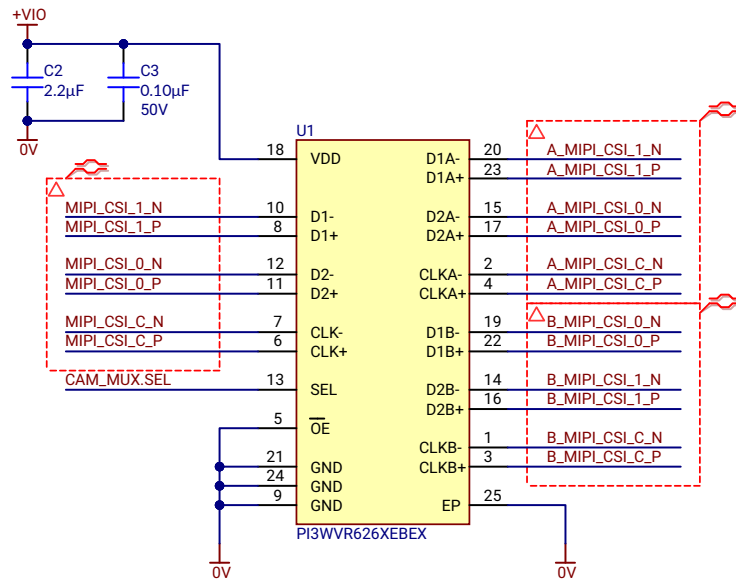 +VIO
C2
2.2µF
C3
0.10µF
50V
0V
U1
18 VDD D1A- 20 A_MIPI_CSI_1_N
D1A+ 23 A_MIPI_CSI_1_P
MIPI_CSI_1_N 10 D1- D2A- 15 A_MIPI_CSI_0_N
MIPI_CSI_1_P 8 D1+ D2A+ 17 A_MIPI_CSI_0_P
MIPI_CSI_0_N 12 D2- CLKA- 2 A_MIPI_CSI_C_N
MIPI_CSI_0_P 11 D2+ CLKA+ 4 A_MIPI_CSI_C_P
MIPI_CSI_C_N 7 CLK- D1B- 19 B_MIPI_CSI_0_N
MIPI_CSI_C_P 6 CLK+ D1B+ 22 B_MIPI_CSI_0_P
CAM_MUX.SEL 13 SEL D2B- 14 B_MIPI_CSI_1_N
D2B+ 16 B_MIPI_CSI_1_P
5 OE
CLKB- 1 B_MIPI_CSI_C_N
21 GND CLKB+ 3 B_MIPI_CSI_C_P
24 GND
9 GND EP 25
PI3WVR626XEBEX
0V 0V